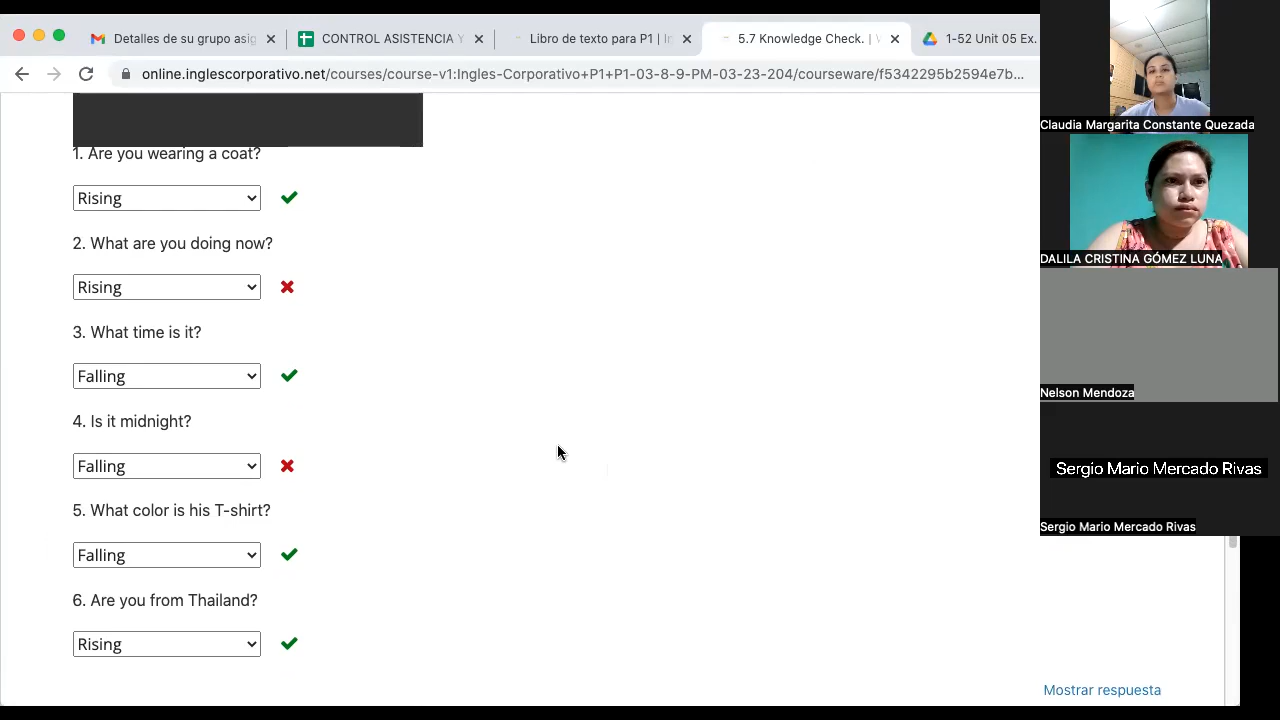 Detalles de su grupo asig
CONTROL ASISTENCIA Y
Libro de texto para P1 | In
5.7 Knowledge Check. | V
1-52 Unit 05 Ex.
online.inglescorporativo.net/courses/course-v1:Ingles-Corporativo+P1+P1-03-8-9-PM-03-23-204/courseware/f5342295b2594e7b...
1. Are you wearing a coat?
Rising
2. What are you doing now?
Rising
3. What time is it?
Falling
4. Is it midnight?
Falling
5. What color is his T-shirt?
Falling
6. Are you from Thailand?
Rising
Mostrar respuesta
Claudia Margarita Constante Quezada
DALILA CRISTINA GÓMEZ LUNA
Nelson Mendoza
Sergio Mario Mercado Rivas
Sergio Mario Mercado Rivas